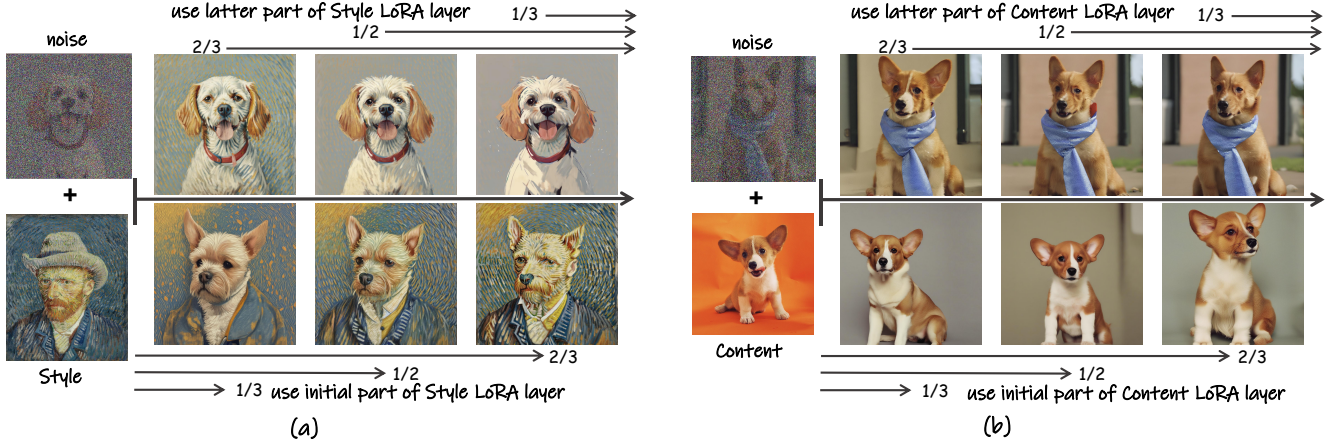 use latter part of Style LoRA layer
1/3
1/2
2/3
noise
+
Style
2/3
1/2
1/3
use initial part of Style LoRA layer
(a)
use latter part of Content LoRA layer
1/3
1/2
2/3
noise
+
Content
2/3
1/2
1/3
use initial part of Content LoRA layer
(b)